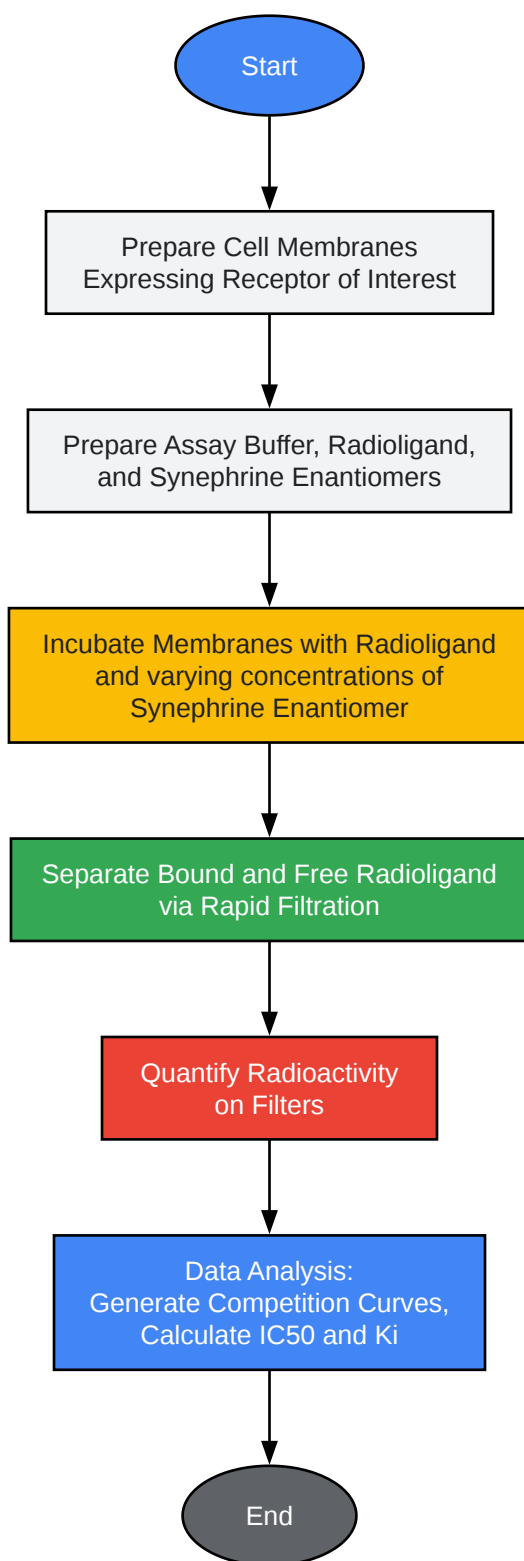 Start
Prepare Cell Membranes
Expressing Receptor of Interest
Prepare Assay Buffer, Radioligand,
and Synephrine Enantiomers
Incubate Membranes with Radioligand
and varying concentrations of
Synephrine Enantiomer
Separate Bound and Free Radioligand
via Rapid Filtration
Quantify Radioactivity
on Filters
Data Analysis:
Generate Competition Curves,
Calculate IC50 and Ki
End